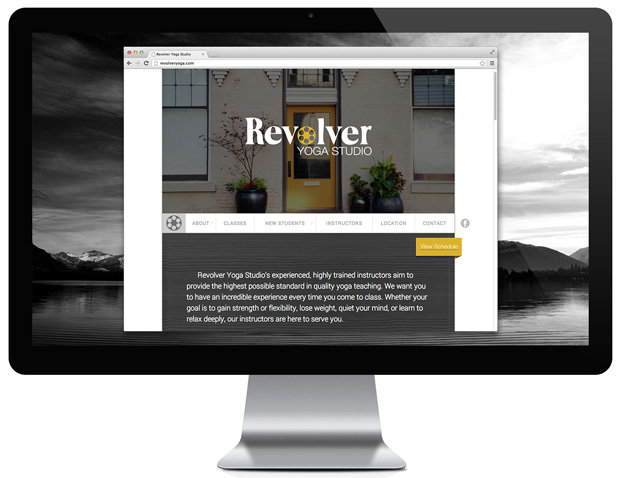 Revolver Yoga Studio
revolveryoga.com
Revolver
YOGA STUDIO
ABOUT CLASSES NEW STUDENTS INSTRUCTORS LOCATION CONTACT f
View Schedule
Revolver Yoga Studio's experienced, highly trained instructors aim to
provide the highest possible standard in quality yoga teaching. We want you
to have an incredible experience every time you come to class. Whether your
goal is to gain strength or flexibility, lose weight, quiet your mind, or learn to
relax deeply, our instructors are here to serve you.